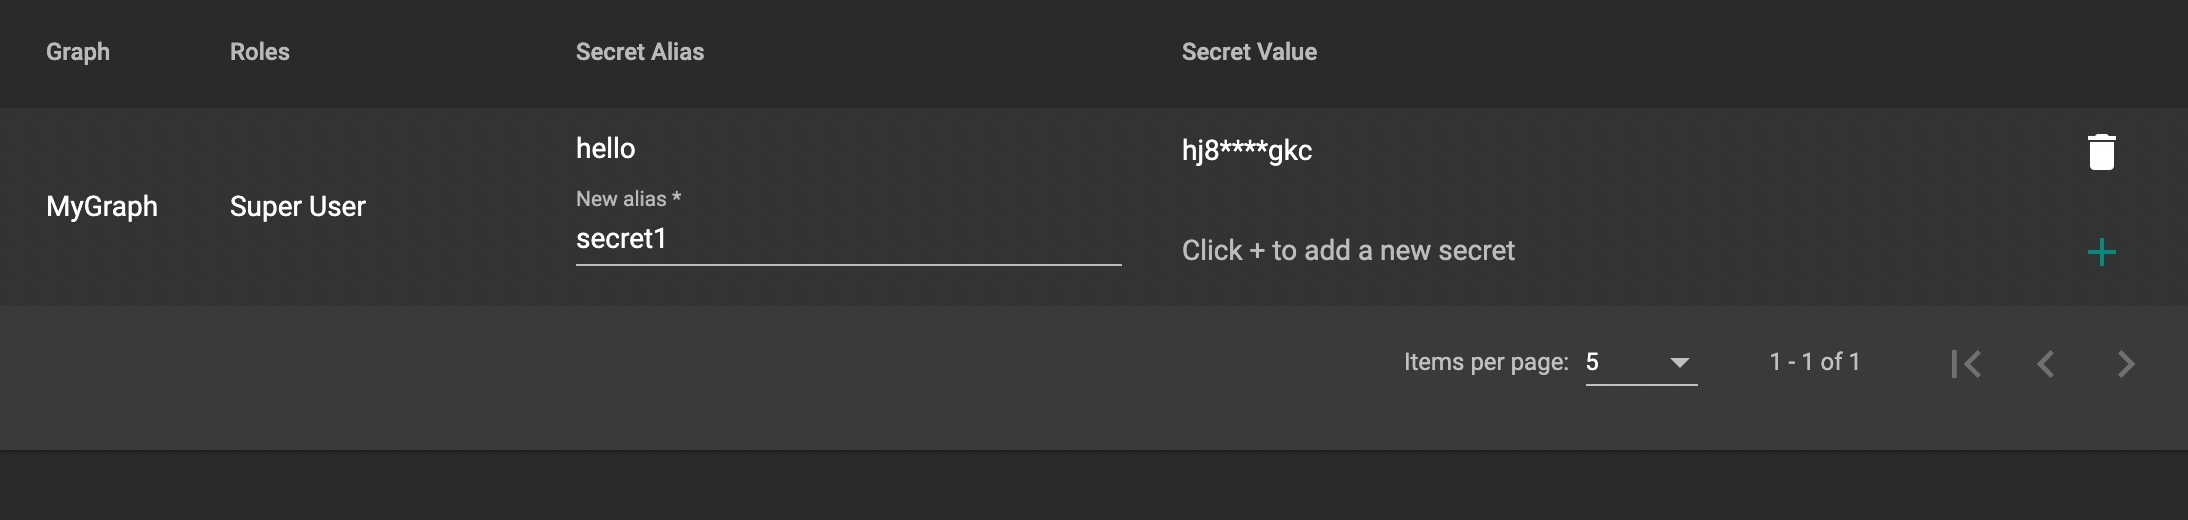 Graph Roles Secret Alias Secret Value
hello hj8****gkc
New alias *
MyGraph Super User
secret1
Click + to add a new secret
Items per page: 5 1 - 1 of 1